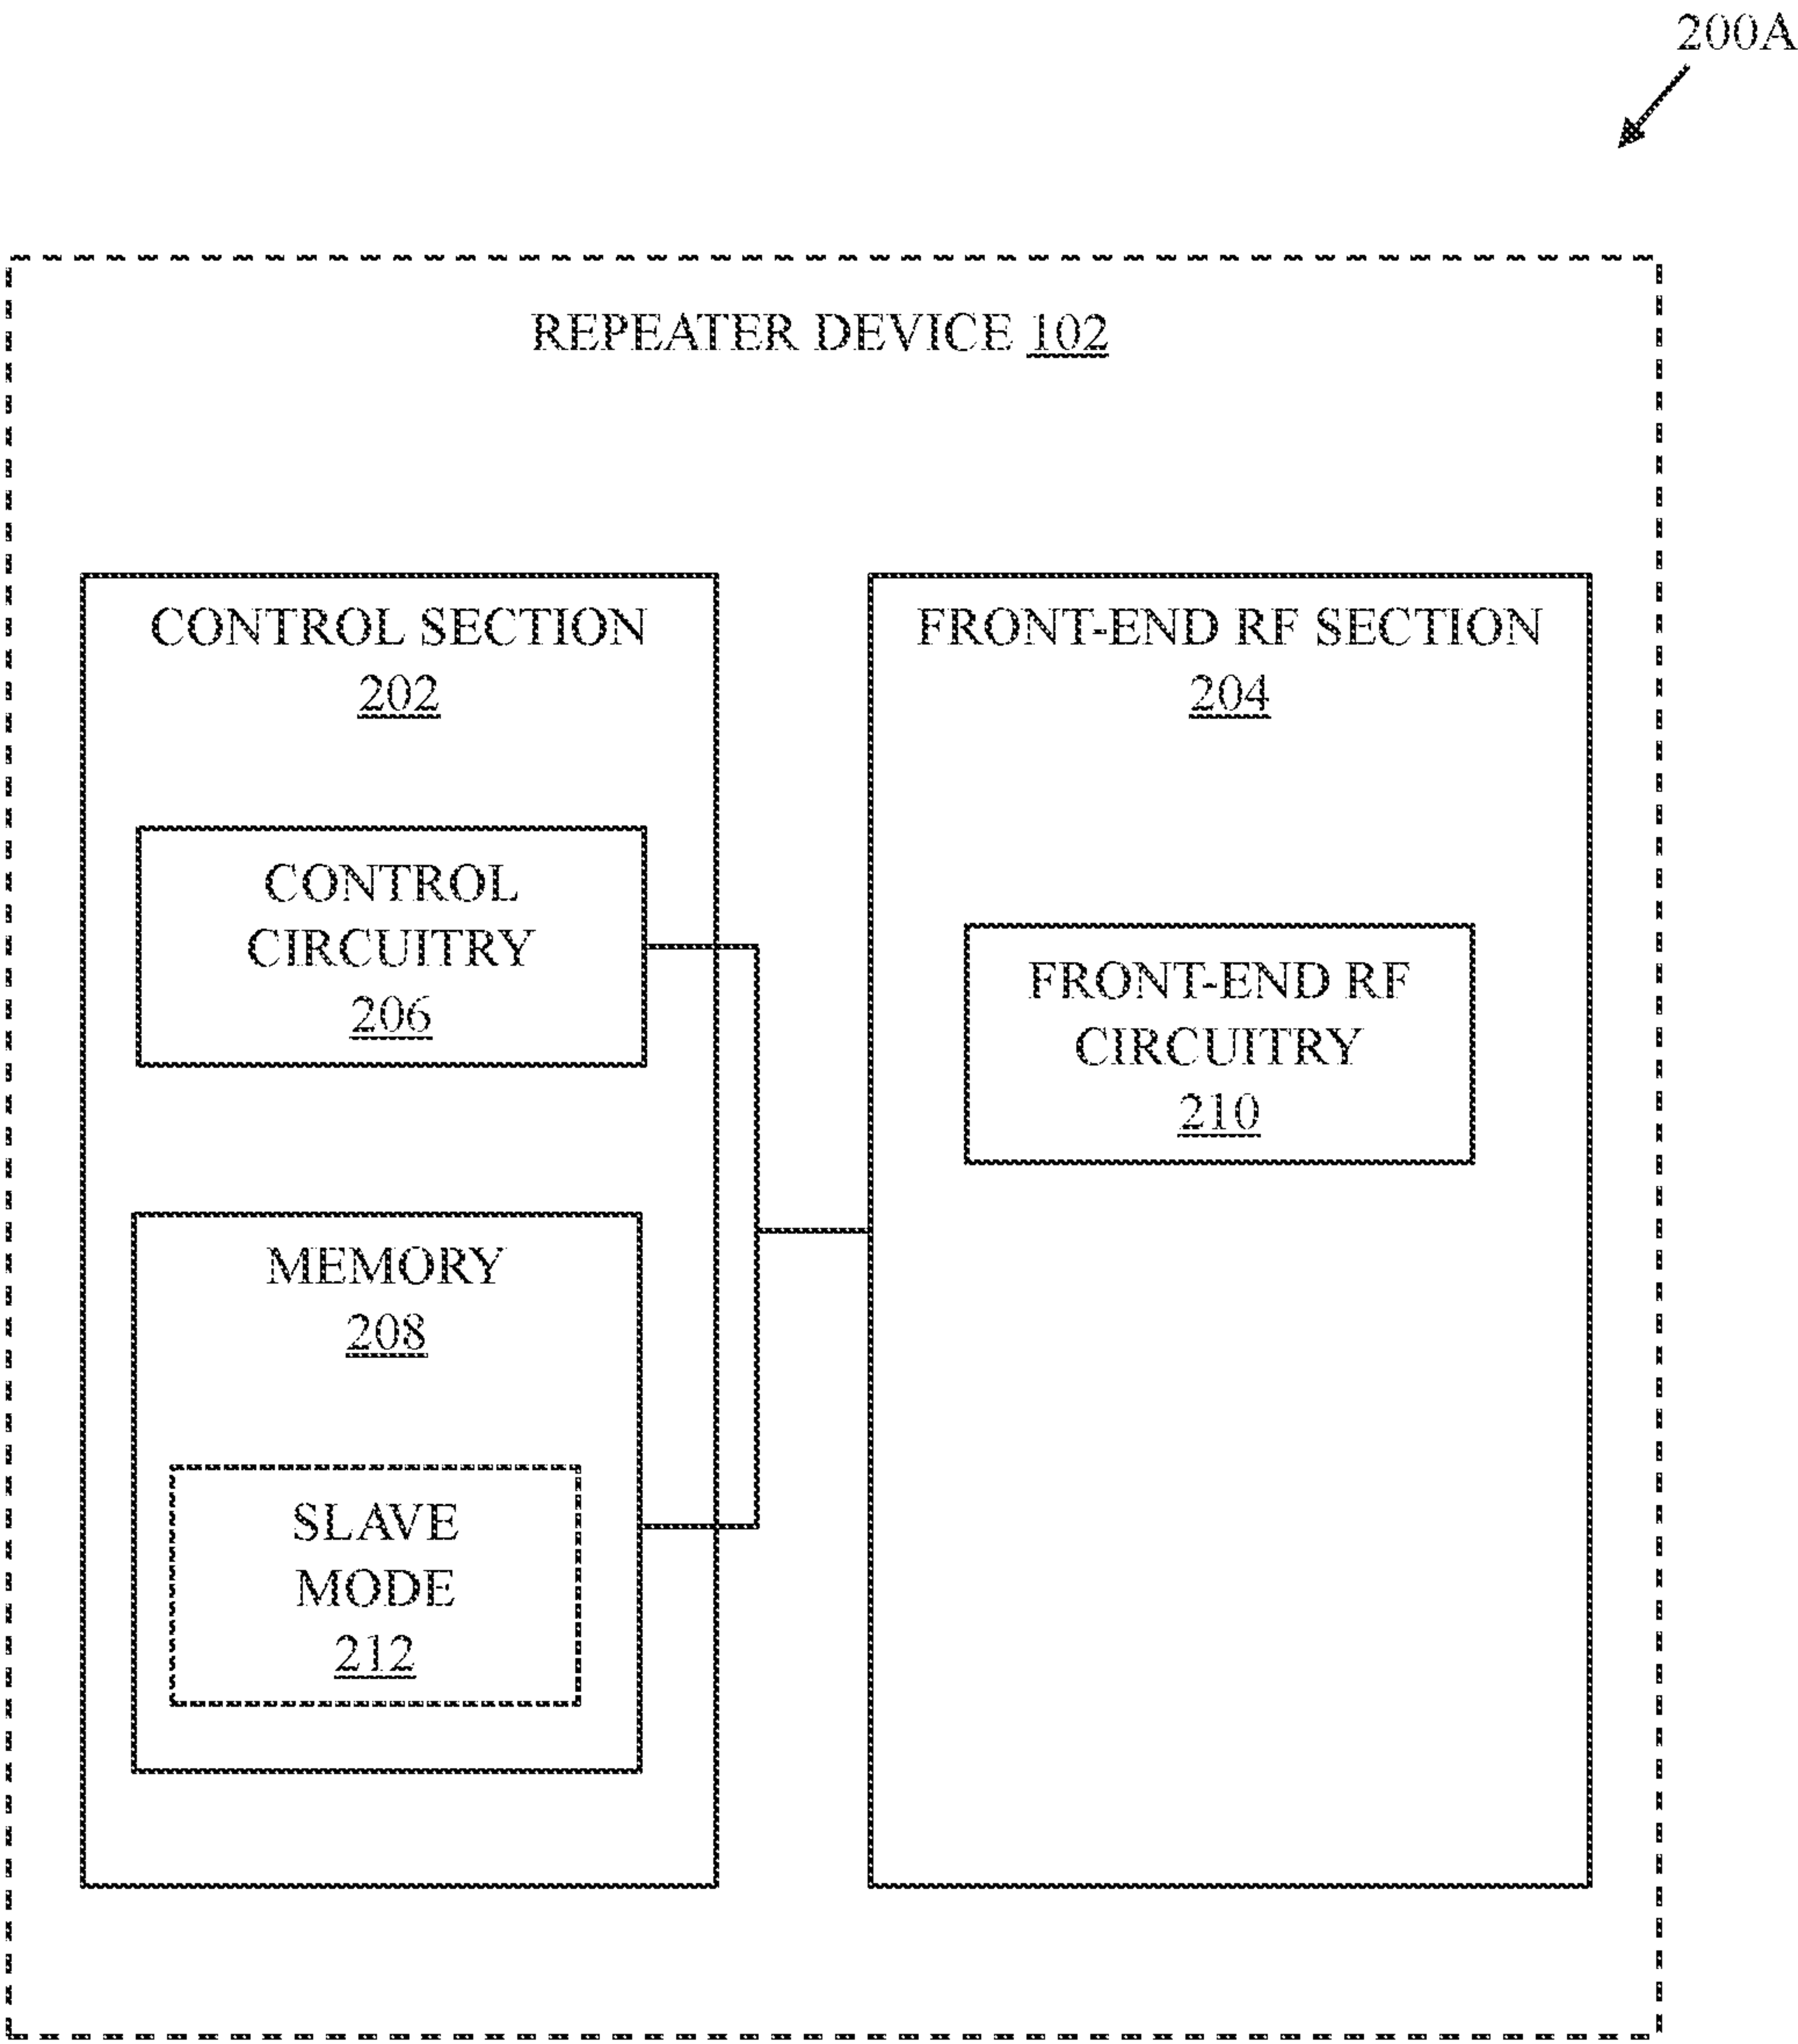 200A
REPEATER DEVICE 102
CONTROL SECTION
202
CONTROL
CIRCUITRY
206
MEMORY
208
SLAVE
MODE
212
FRONT-END RF SECTION
204
FRONT-END RF
CIRCUITRY
210